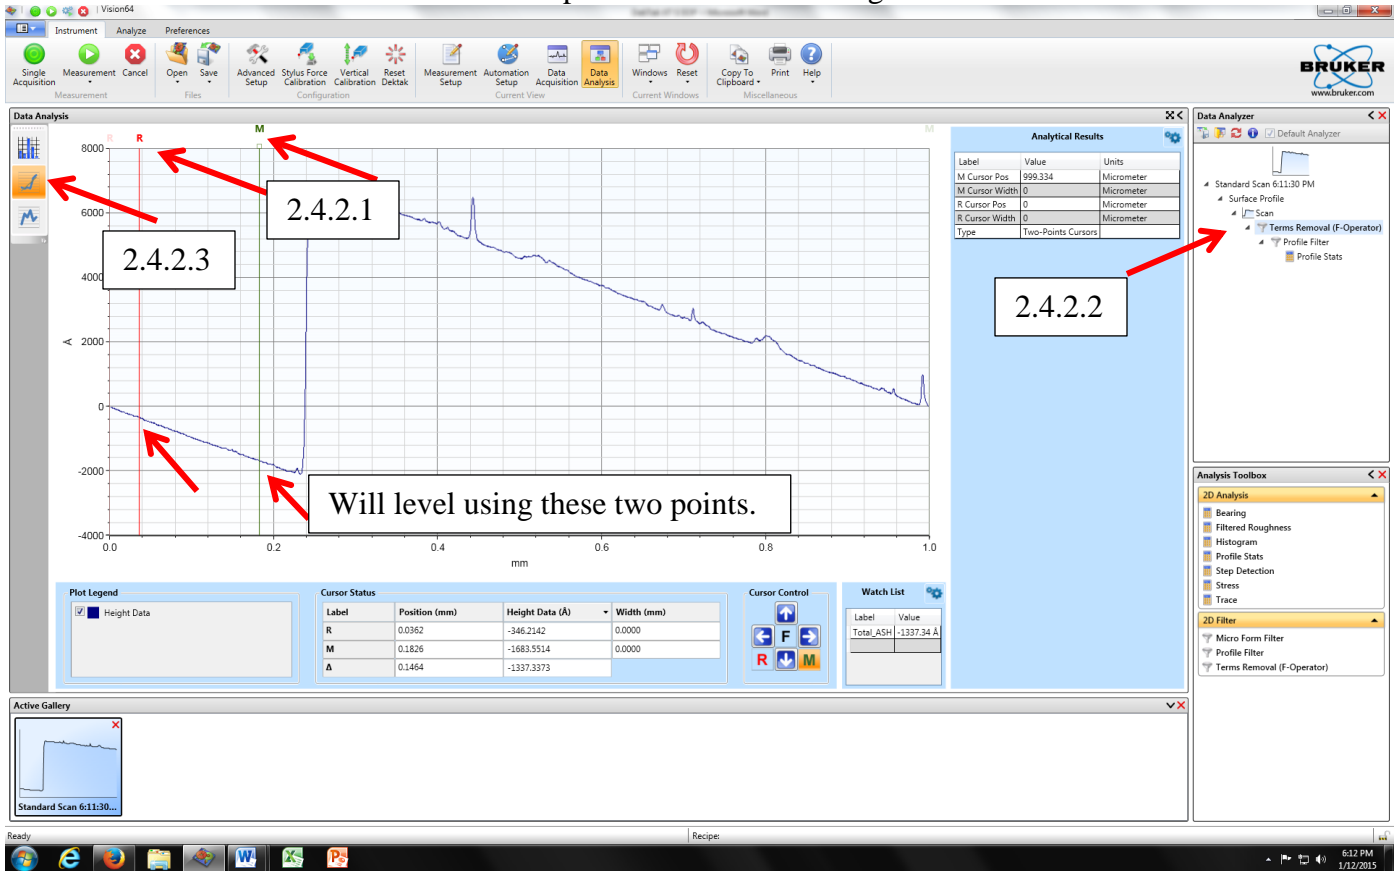 Vision64
Instrument Analyze Preferences
Single Acquisition Measurement Cancel Open Save Advanced Setup Stylus Force Calibration Vertical Calibration Reset Dektak Measurement Setup Automation Setup Data Acquisition Data Analysis Windows Reset Copy To Clipboard Print Help
Measurement Files Configuration Current View Current Windows Miscellaneous
BRUKER
www.bruker.com
Data Analysis
R R M M
8000
6000
4000
2000
0
-2000
-4000
A
0.0 0.2 0.4 0.6 0.8 1.0
mm
2.4.2.1
2.4.2.3
Will level using these two points.
Analytical Results
Label Value Units
M Cursor Pos 999.334 Micrometer
M Cursor Width 0 Micrometer
R Cursor Pos 0 Micrometer
R Cursor Width 0 Micrometer
Type Two-Points Cursors
2.4.2.2
Plot Legend
Height Data
Cursor Status
Label Position (mm) Height Data (Å) Width (mm)
R 0.0362 -346.2142 0.0000
M 0.1826 -1683.5514 0.0000
Δ 0.1464 -1337.3373
Cursor Control
F
R M
Watch List
Label Value
Total_ASH -1337.34 Å
Data Analyzer
Default Analyzer
Standard Scan 6:11:30 PM
Surface Profile
Scan
Terms Removal (F-Operator)
Profile Filter
Profile Stats
Analysis Toolbox
2D Analysis
Bearing
Filtered Roughness
Histogram
Profile Stats
Step Detection
Stress
Trace
2D Filter
Micro Form Filter
Profile Filter
Terms Removal (F-Operator)
Active Gallery
Standard Scan 6:11:30...
Ready Recipe:
6:12 PM
1/12/2015